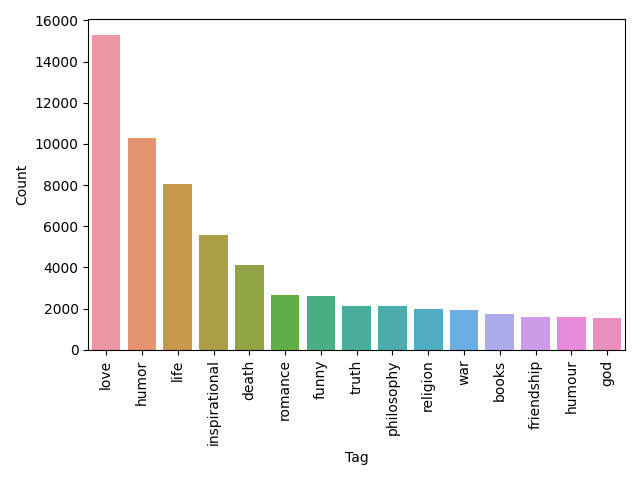 16000
14000
12000
10000
8000
6000
4000
2000
0
Count
love
humor
life
inspirational
death
romance
funny
truth
philosophy
religion
war
books
friendship
humour
god
Tag